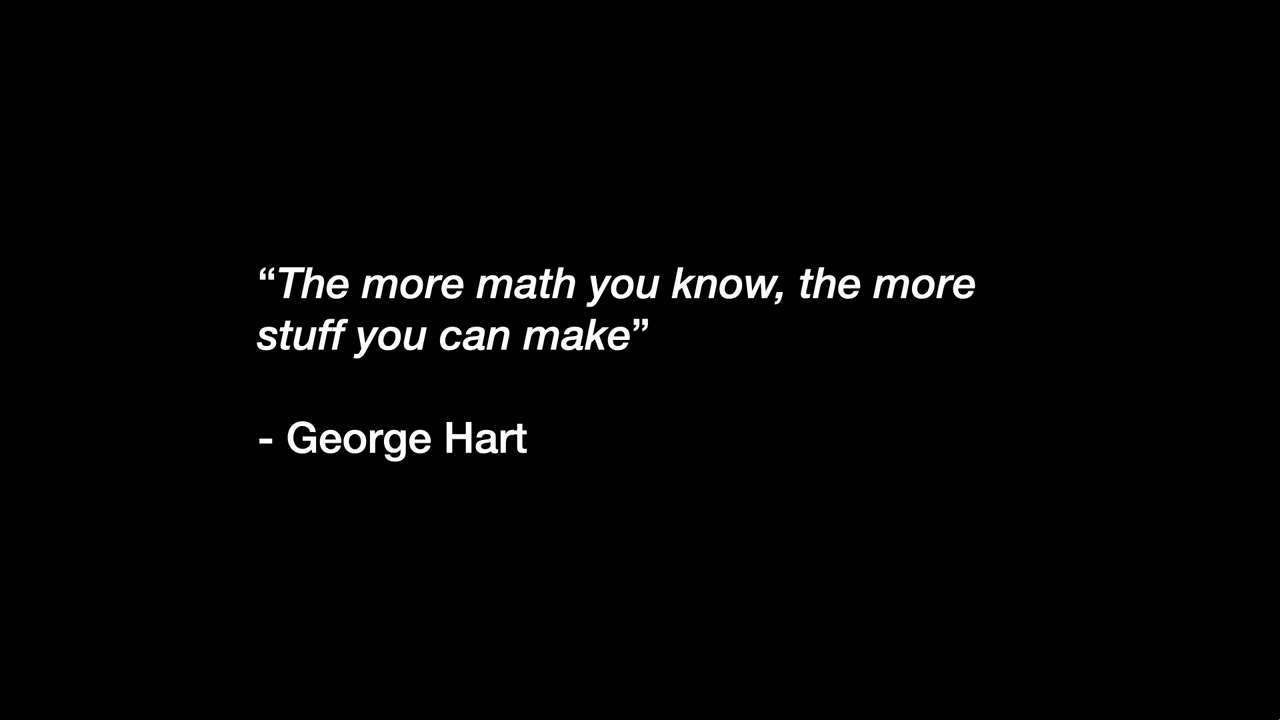 “The more math you know, the more
stuff you can make”
- George Hart